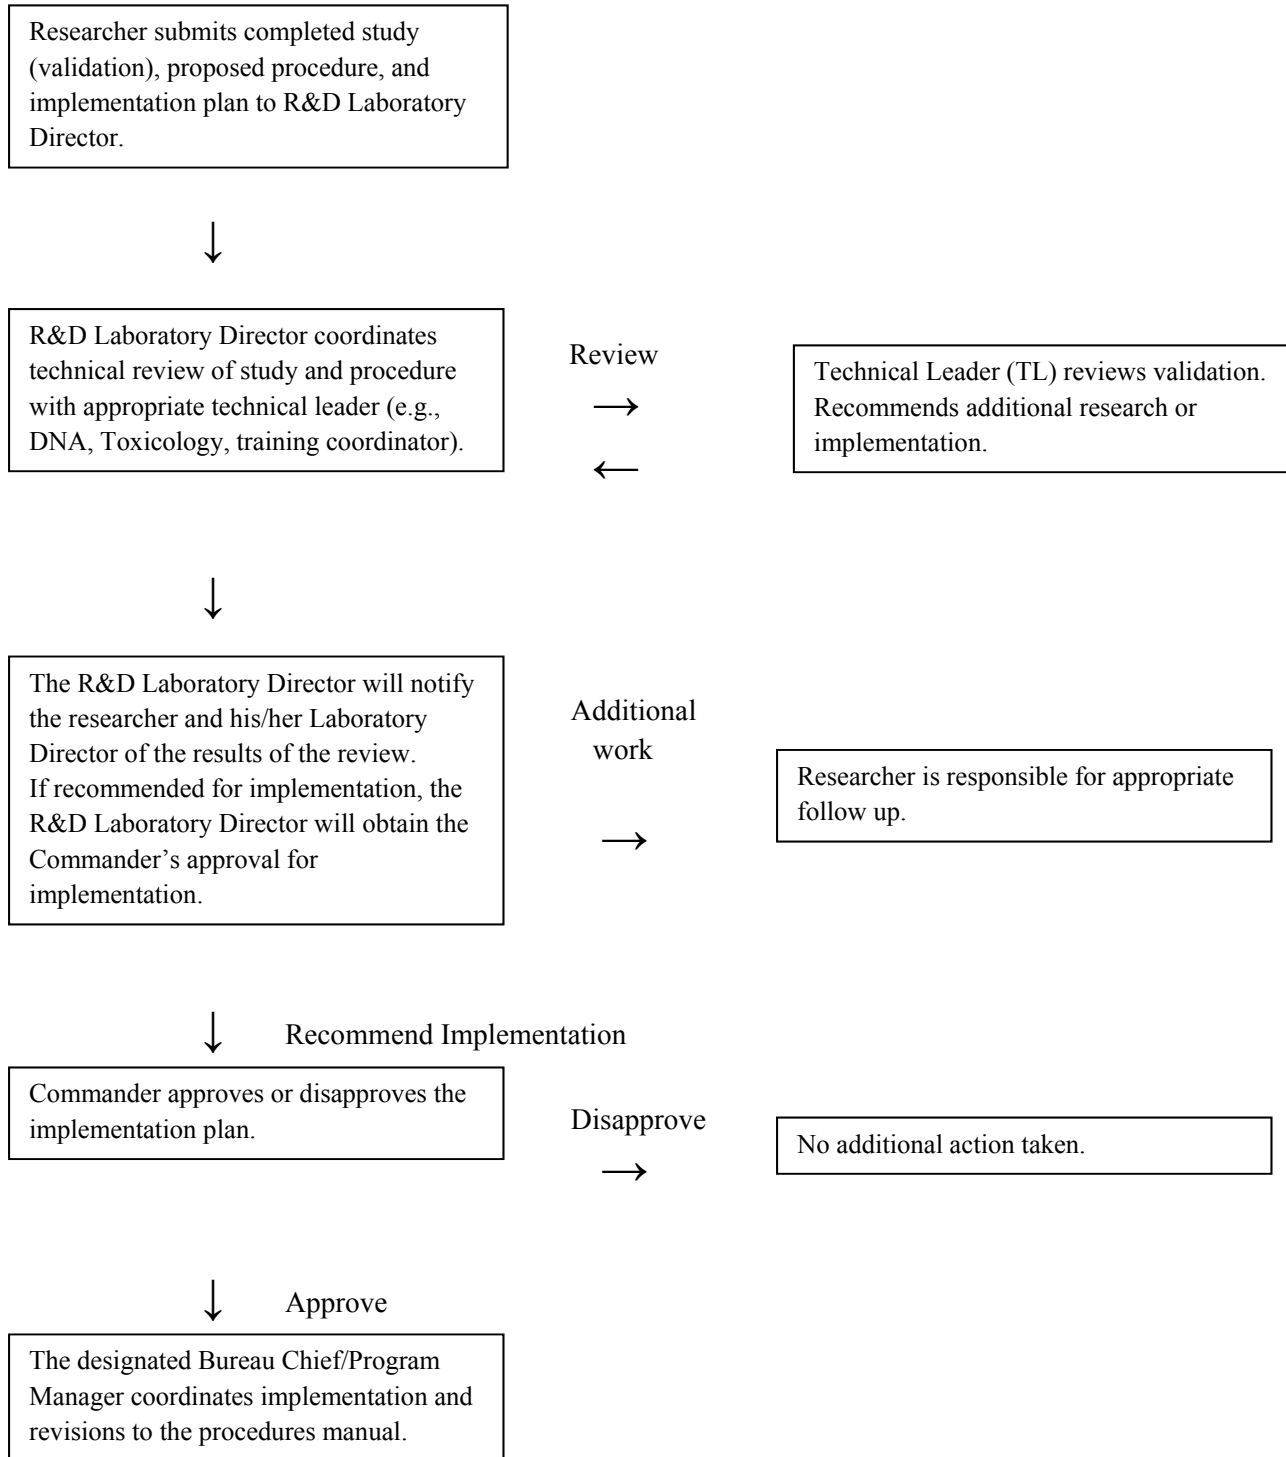 Researcher submits completed study
(validation), proposed procedure, and
implementation plan to R&D Laboratory
Director.
↓
R&D Laboratory Director coordinates
technical review of study and procedure
with appropriate technical leader (e.g.,
DNA, Toxicology, training coordinator).
Review
→
←
Technical Leader (TL) reviews validation.
Recommends additional research or
implementation.
↓
The R&D Laboratory Director will notify
the researcher and his/her Laboratory
Director of the results of the review.
If recommended for implementation, the
R&D Laboratory Director will obtain the
Commander’s approval for
implementation.
Additional
work
→
Researcher is responsible for appropriate
follow up.
↓ Recommend Implementation
Commander approves or disapproves the
implementation plan.
Disapprove
→
No additional action taken.
↓ Approve
The designated Bureau Chief/Program
Manager coordinates implementation and
revisions to the procedures manual.